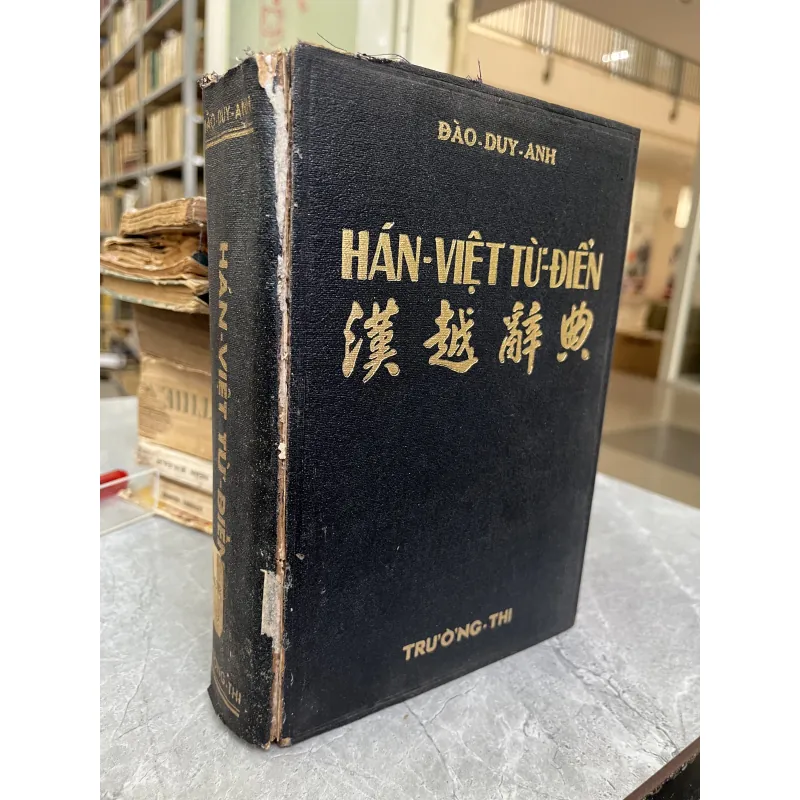 ĐÀO-DUY-ANH
HÁN-VIỆT TỪ-ĐIỂN
漢越辭典
TRƯỜNG-THI
ĐÀO-DUY-ANH
HÁN-VIỆT TỪ-ĐIỂN
THI